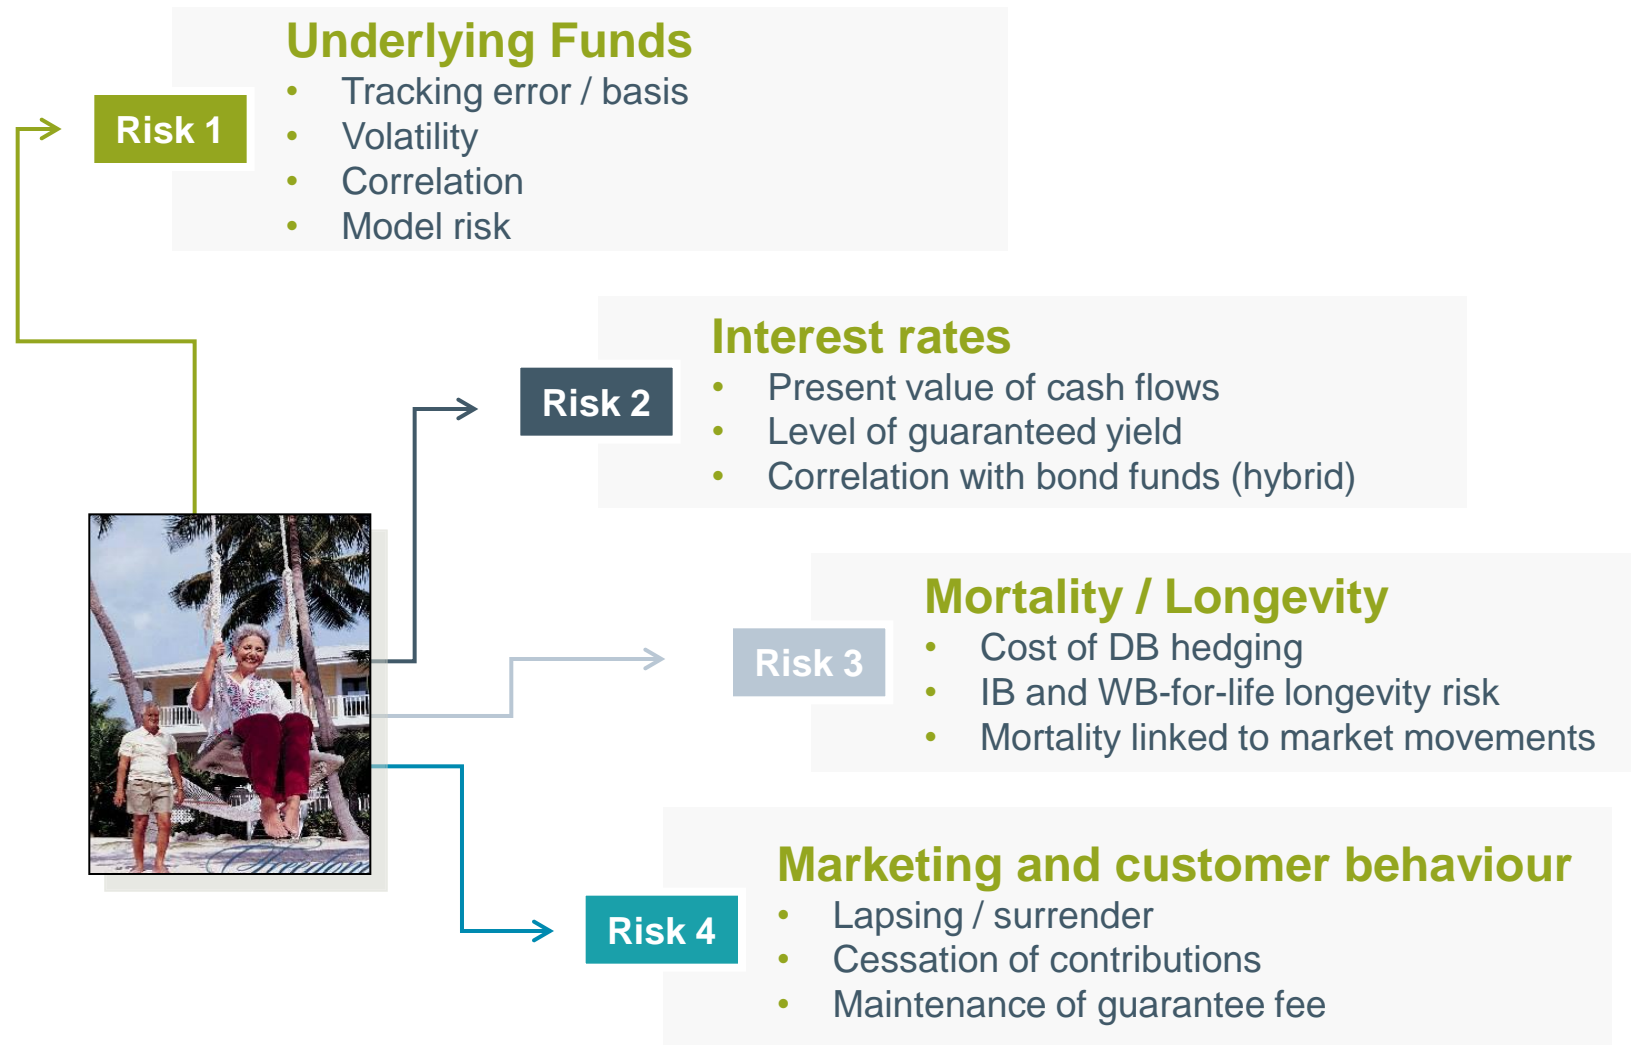 Underlying Funds
• Tracking error / basis
Risk 1
• Volatility
• Correlation
• Model risk
Interest rates
• Present value of cash flows
Risk 2
• Level of guaranteed yield
• Correlation with bond funds (hybrid)
Mortality / Longevity
• Cost of DB hedging
Risk 3
• IB and WB-for-life longevity risk
• Mortality linked to market movements
Freedom
Marketing and customer behaviour
• Lapsing / surrender
Risk 4
• Cessation of contributions
• Maintenance of guarantee fee